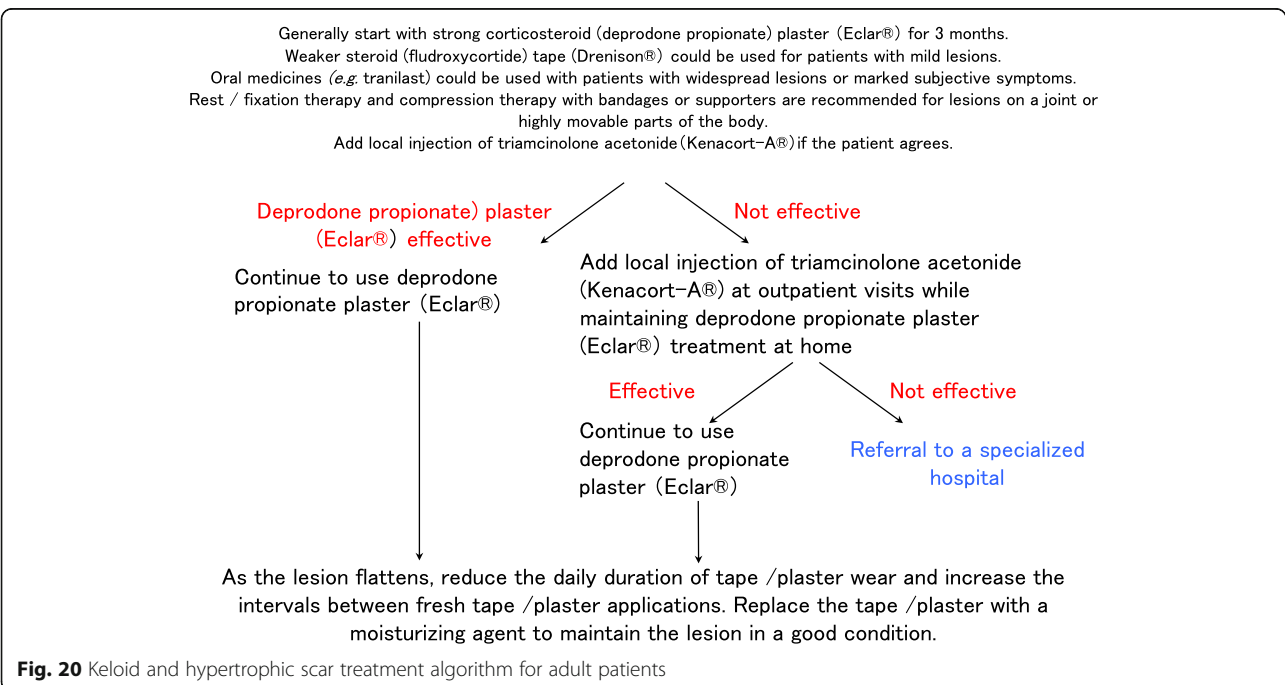 Generally start with strong corticosteroid (deprodone propionate) plaster (Eclar®) for 3 months.
Weaker steroid (fludroxycortide) tape (Drenison®) could be used for patients with mild lesions.
Oral medicines (e.g. tranilast) could be used with patients with widespread lesions or marked subjective symptoms.
Rest / fixation therapy and compression therapy with bandages or supporters are recommended for lesions on a joint or
highly movable parts of the body.
Add local injection of triamcinolone acetonide(Kenacort-A®)if the patient agrees.
Deprodone propionate) plaster
(Eclar®) effective
Continue to use deprodone
propionate plaster (Eclar®)
Not effective
Add local injection of triamcinolone acetonide
(Kenacort-A®) at outpatient visits while
maintaining deprodone propionate plaster
(Eclar®) treatment at home
Effective
Continue to use
deprodone propionate
plaster (Eclar®)
Not effective
Referral to a specialized
hospital
As the lesion flattens, reduce the daily duration of tape /plaster wear and increase the
intervals between fresh tape /plaster applications. Replace the tape /plaster with a
moisturizing agent to maintain the lesion in a good condition.
Fig. 20 Keloid and hypertrophic scar treatment algorithm for adult patients